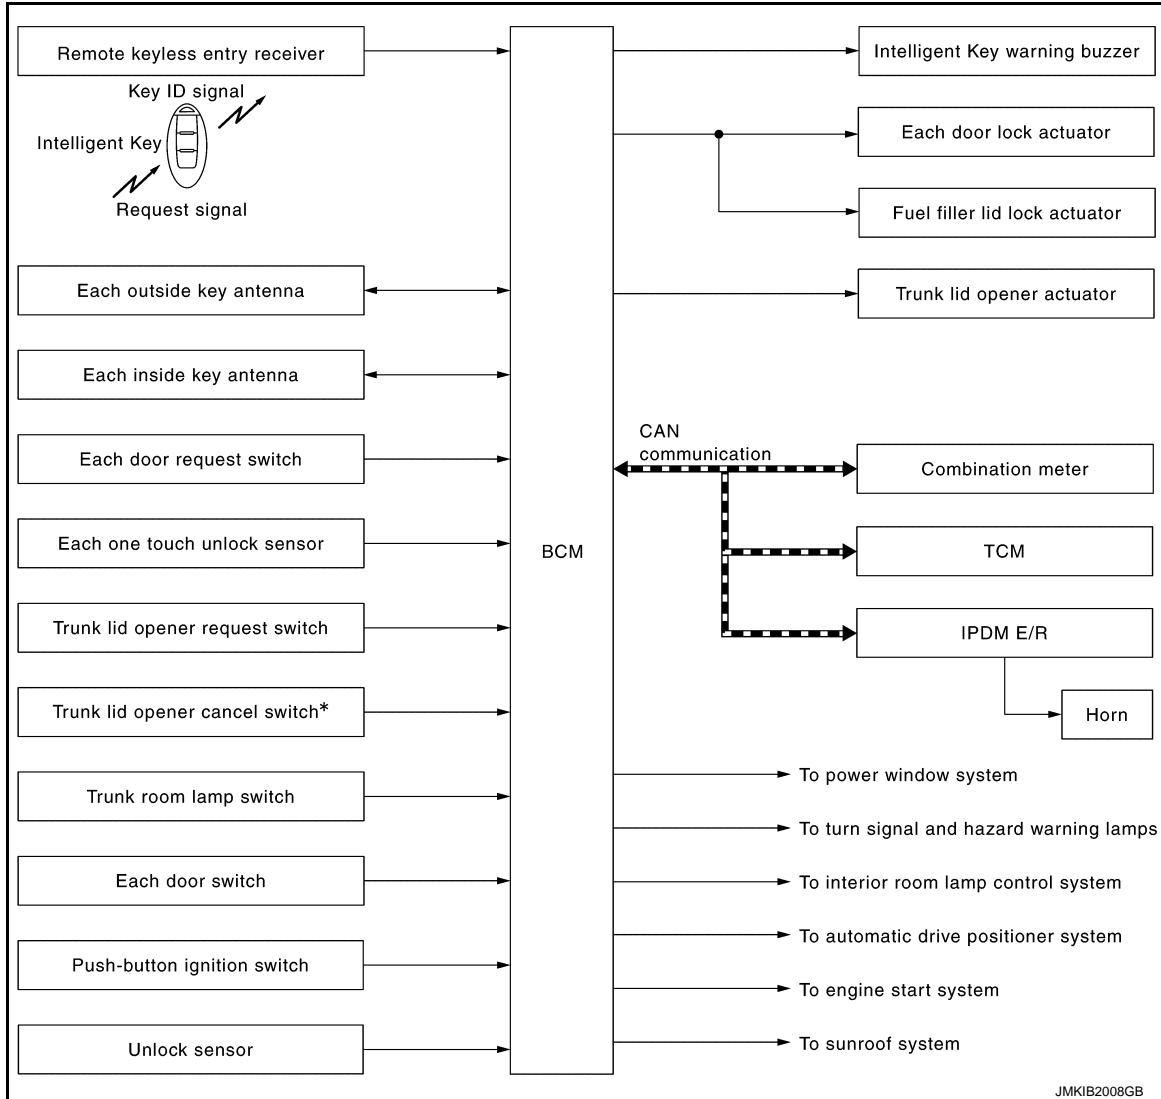 Remote keyless entry receiver
Key ID signal
Intelligent Key
Request signal
Each outside key antenna
Each inside key antenna
Each door request switch
Each one touch unlock sensor
Trunk lid opener request switch
Trunk lid opener cancel switch*
Trunk room lamp switch
Each door switch
Push-button ignition switch
Unlock sensor
BCM
Intelligent Key warning buzzer
Each door lock actuator
Fuel filler lid lock actuator
Trunk lid opener actuator
CAN
communication
Combination meter
TCM
IPDM E/R
Horn
To power window system
To turn signal and hazard warning lamps
To interior room lamp control system
To automatic drive positioner system
To engine start system
To sunroof system
JMKIB2008GB